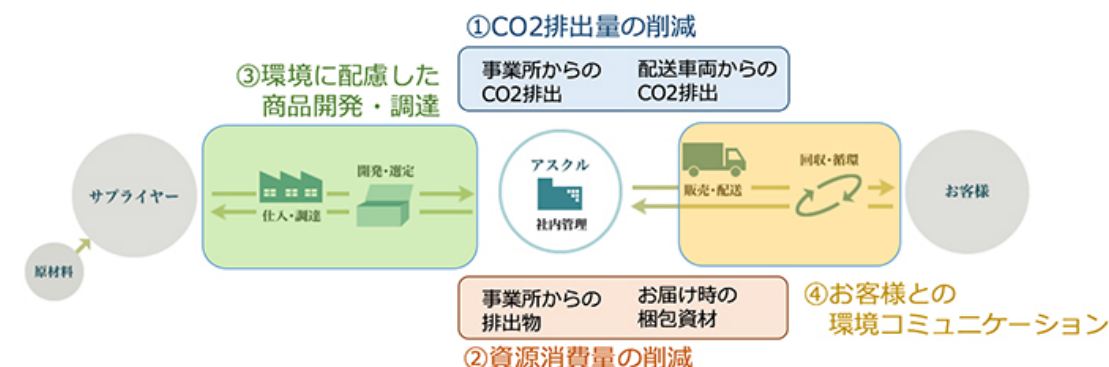 ①CO2排出量の削減
事業所からの
CO2排出
配送車両からの
CO2排出
③環境に配慮した
商品開発・調達
サプライヤー
原材料
仕入・調達
開発・選定
アスクル
社内管理
販売・配送
回収・循環
お客様
事業所からの
排出物
お届け時の
梱包資材
②資源消費量の削減
④お客様との
環境コミュニケーション